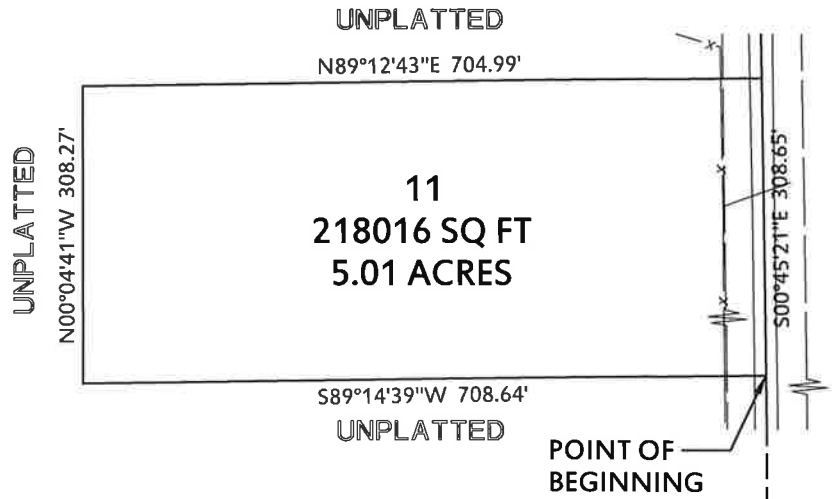 UNPLATTED
N89°12'43"E 704.99'
UNPLATTED
N00°04'41"W 308.27'
11
218016 SQ FT
5.01 ACRES
S00°45'21"E 308.65'
S89°14'39"W 708.64'
UNPLATTED
POINT OF
BEGINNING